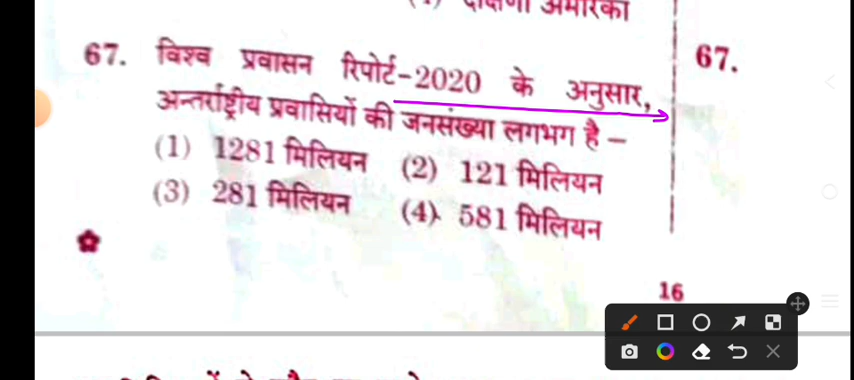 67. विश्व प्रवासन रिपोर्ट-2020 के अनुसार,
अन्तर्राष्ट्रीय प्रवासियों की जनसंख्या लगभग है –
(1) 1281 मिलियन (2) 121 मिलियन
(3) 281 मिलियन (4) 581 मिलियन
67.
16